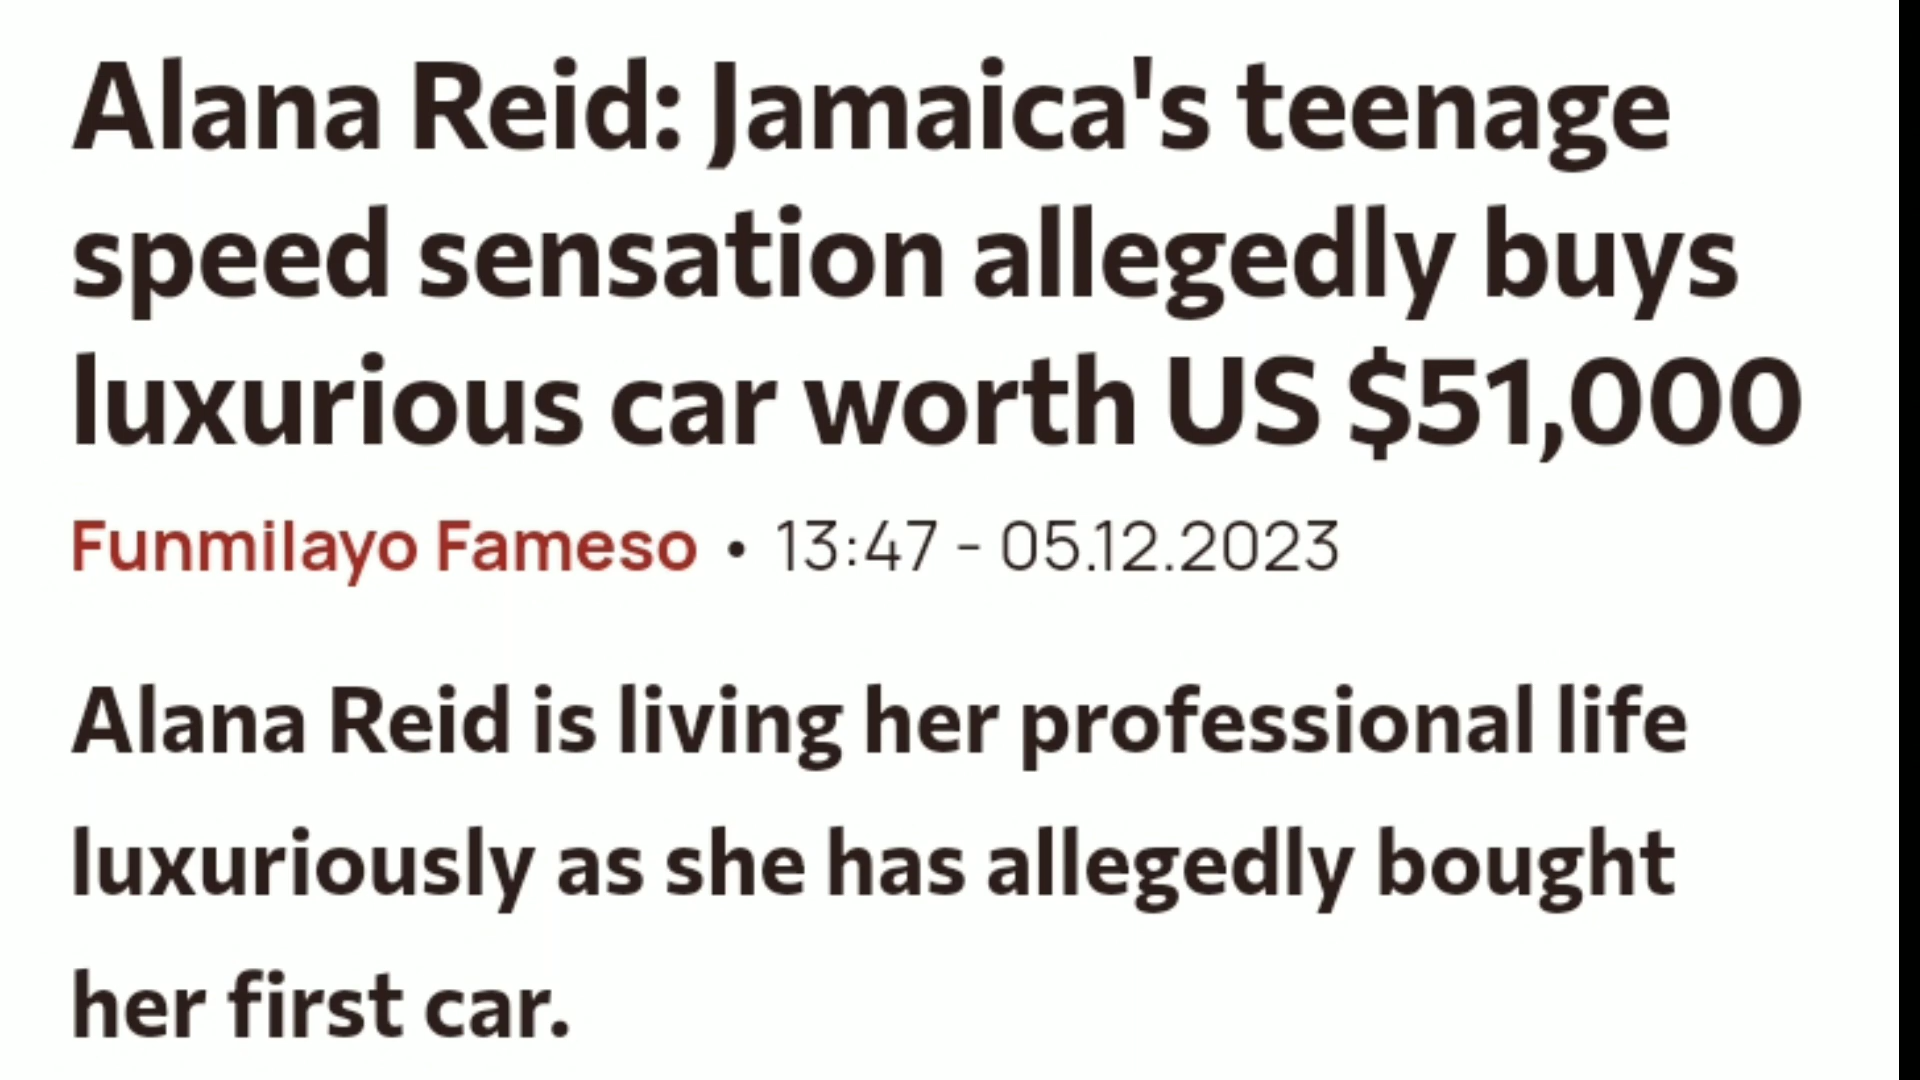 Alana Reid: Jamaica's teenage
speed sensation allegedly buys
luxurious car worth US $51,000
Funmilayo Fameso • 13:47 - 05.12.2023
Alana Reid is living her professional life
luxuriously as she has allegedly bought
her first car.